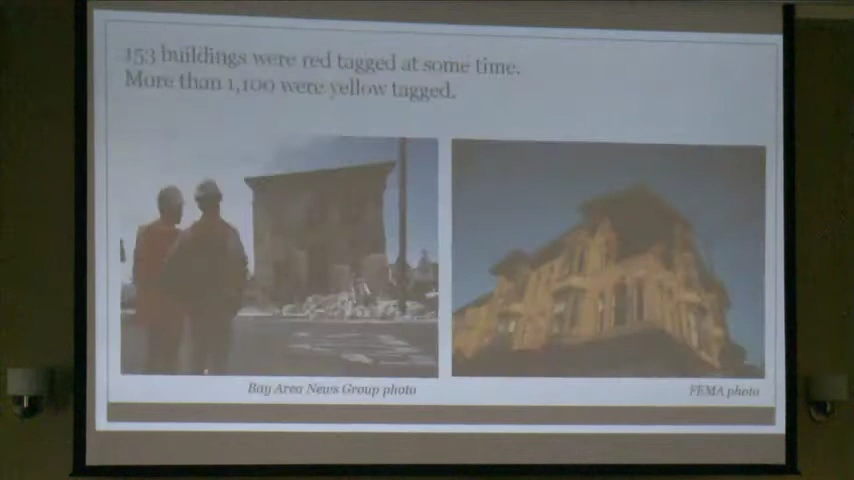 153 buildings were red tagged at some time.
More than 1,100 were yellow tagged.
Bay Area News Group photo
FEMA photo